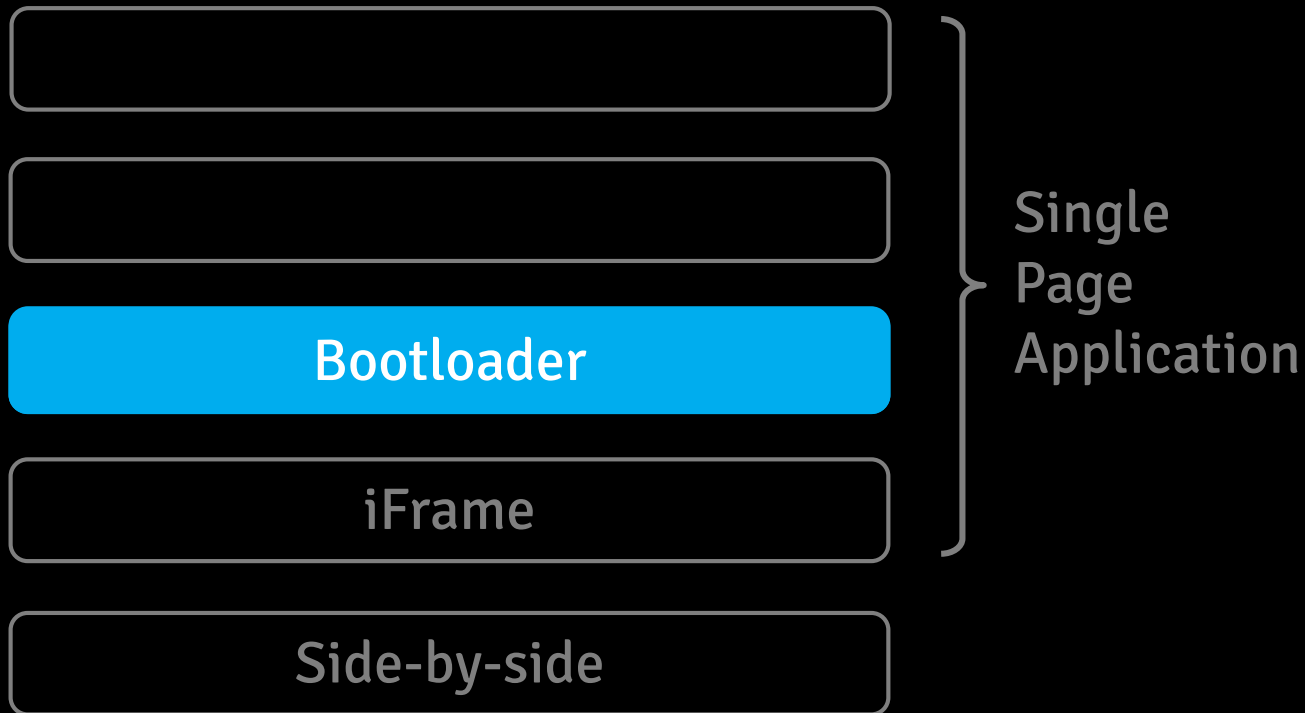 Bootloader
iFrame
Side-by-side
Single
Page
Application